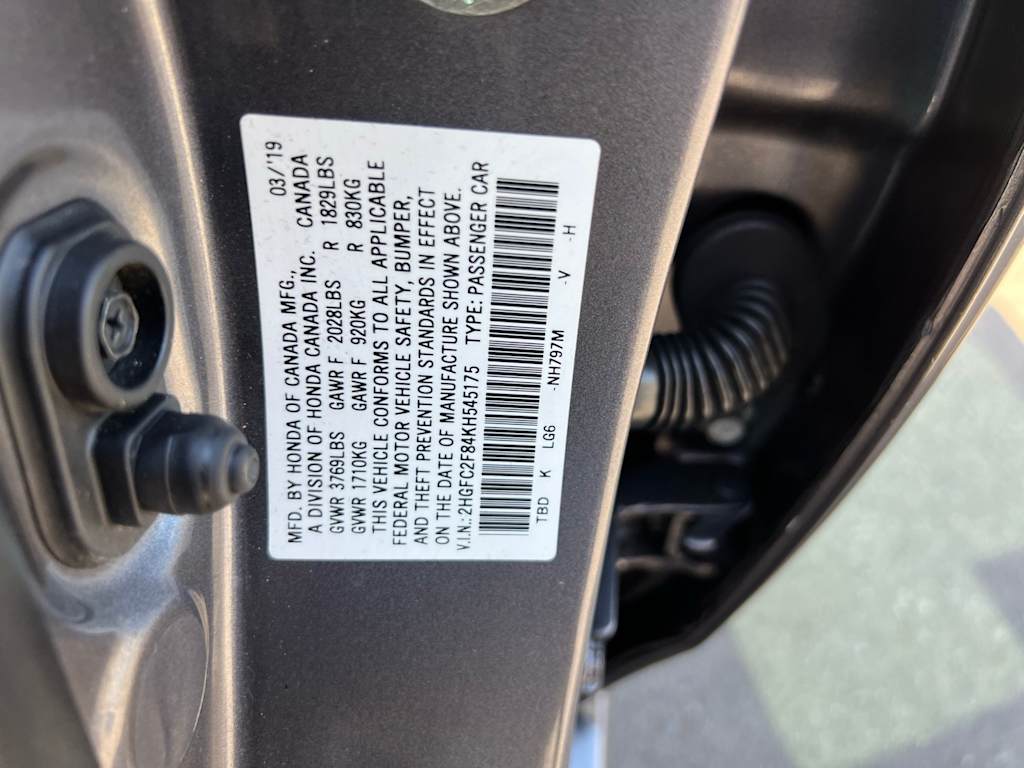 MFD. BY HONDA OF CANADA MFG., 03/'19
A DIVISION OF HONDA CANADA INC. CANADA
GVWR 3769LBS GAWR F 2028LBS R 1829LBS
GVWR 1710KG GAWR F 920KG R 830KG
THIS VEHICLE CONFORMS TO ALL APPLICABLE
FEDERAL MOTOR VEHICLE SAFETY, BUMPER,
AND THEFT PREVENTION STANDARDS IN EFFECT
ON THE DATE OF MANUFACTURE SHOWN ABOVE.
V.I.N.: 2HGFC2F84KH545175 TYPE: PASSENGER CAR
TBD K LG6 -NH797M -V -H